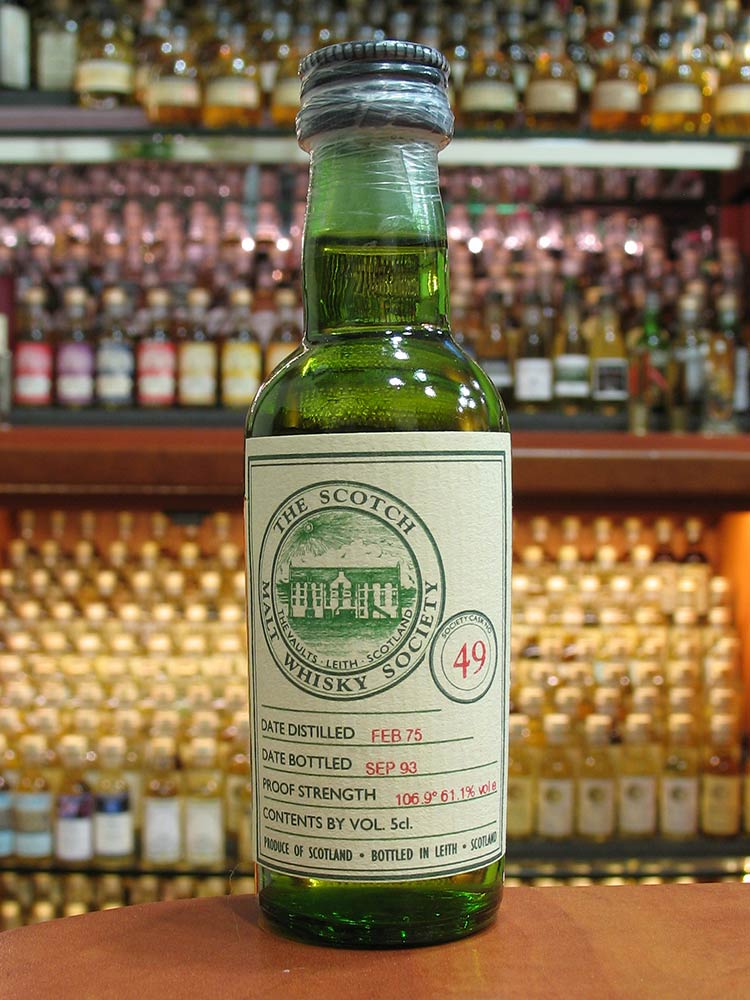 THE SCOTCH
MALT WHISKY SOCIETY
THE VAULTS · LEITH · SCOTLAND
SOCIETY CASK NO.
49
DATE DISTILLED FEB 75
DATE BOTTLED SEP 93
PROOF STRENGTH 106.9° 61.1% vol e
CONTENTS BY VOL. 5cl.
PRODUCE OF SCOTLAND • BOTTLED IN LEITH • SCOTLAND